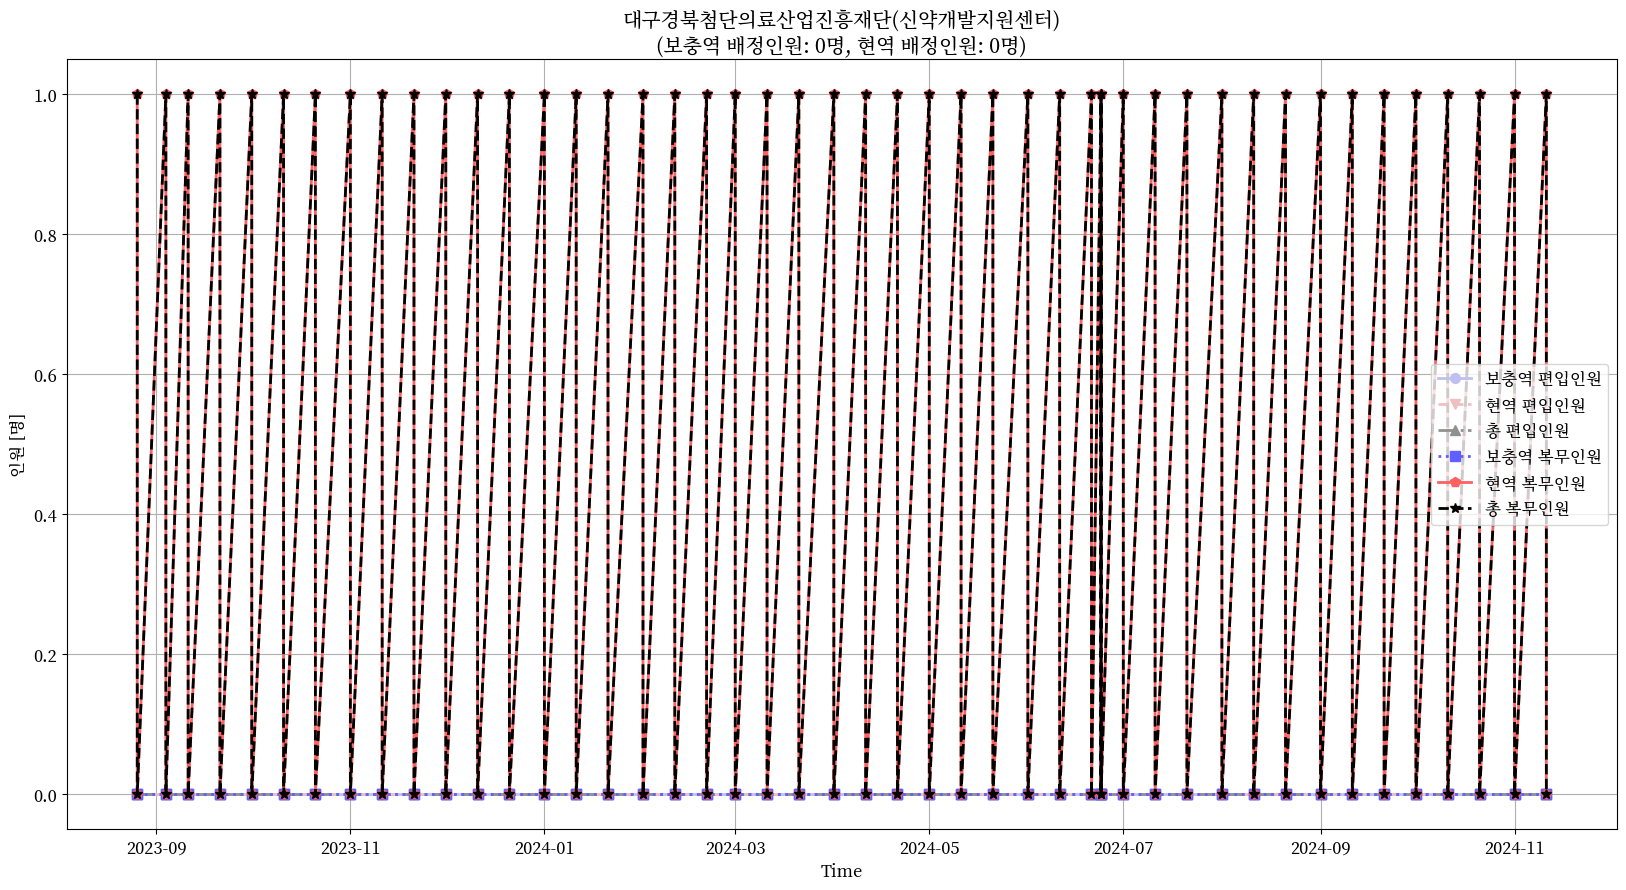 대구경북첨단의료산업진흥재단(신약개발지원센터)
(보충역 배정인원: 0명, 현역 배정인원: 0명)
인원 [명]
1.0
0.8
0.6
0.4
0.2
0.0
보충역 편입인원
현역 편입인원
총 편입인원
보충역 복무인원
현역 복무인원
총 복무인원
2023-09 2023-11 2024-01 2024-03 2024-05 2024-07 2024-09 2024-11
Time